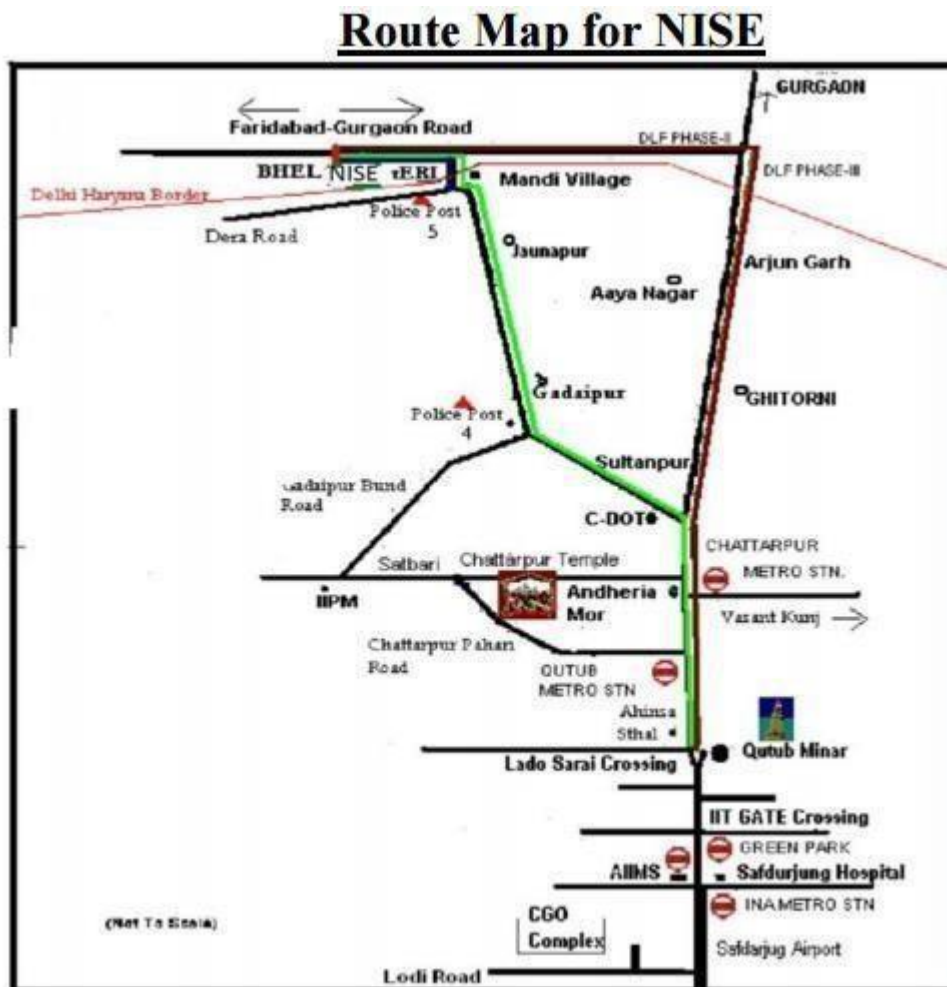 Route Map for NISE
GURGAON
Faridabad-Gurgaon Road
DLF PHASE-II
BHEL
NISE
TERI
Mandi Village
DLF PHASE-III
Delhi Haryana Border
Police Post
5
Dera Road
Jaunapur
Arjun Garh
Aaya Nagar
Gadaipur
GHITORNI
Police Post
4
Sultanpur
Gadaipur Bund
Road
C-DOT
CHATTARPUR
METRO STN.
Satbari
Chattarpur Temple
IIPM
Andheria
Mor
Vasant Kunj
Chattarpur Pahari
Road
QUTUB
METRO STN
Ahinsa
Sthal
Qutub Minar
Lado Sarai Crossing
IIT GATE Crossing
GREEN PARK
AIIMS
Safdurjung Hospital
INA METRO STN
CGO
Complex
(Not To Scale)
Safdarjug Airport
Lodi Road